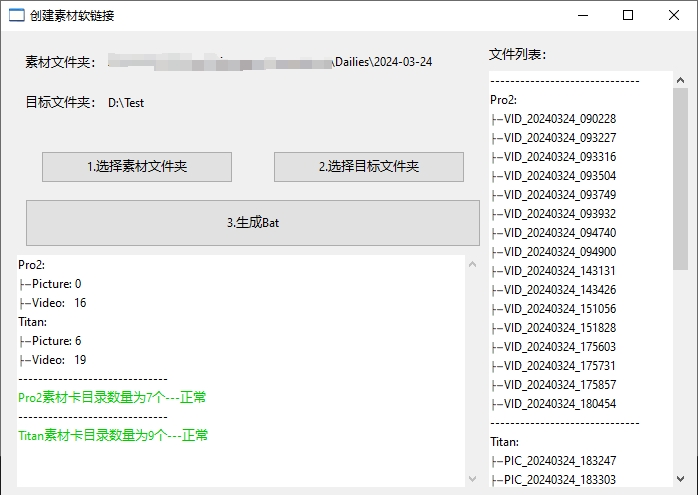 创建素材软链接
素材文件夹： \Dailies\2024-03-24
目标文件夹： D:\Test
1.选择素材文件夹
2.选择目标文件夹
3.生成Bat
Pro2:
├─Picture: 0
├─Video: 16
Titan:
├─Picture: 6
├─Video: 19
------------------------------
Pro2素材卡目录数量为7个---正常
------------------------------
Titan素材卡目录数量为9个---正常
文件列表：
------------------------------
Pro2:
├─VID_20240324_090228
├─VID_20240324_093227
├─VID_20240324_093316
├─VID_20240324_093504
├─VID_20240324_093749
├─VID_20240324_093932
├─VID_20240324_094740
├─VID_20240324_094900
├─VID_20240324_143131
├─VID_20240324_143426
├─VID_20240324_151056
├─VID_20240324_151828
├─VID_20240324_175603
├─VID_20240324_175731
├─VID_20240324_175857
├─VID_20240324_180454
------------------------------
Titan:
├─PIC_20240324_183247
├─PIC_20240324_183303